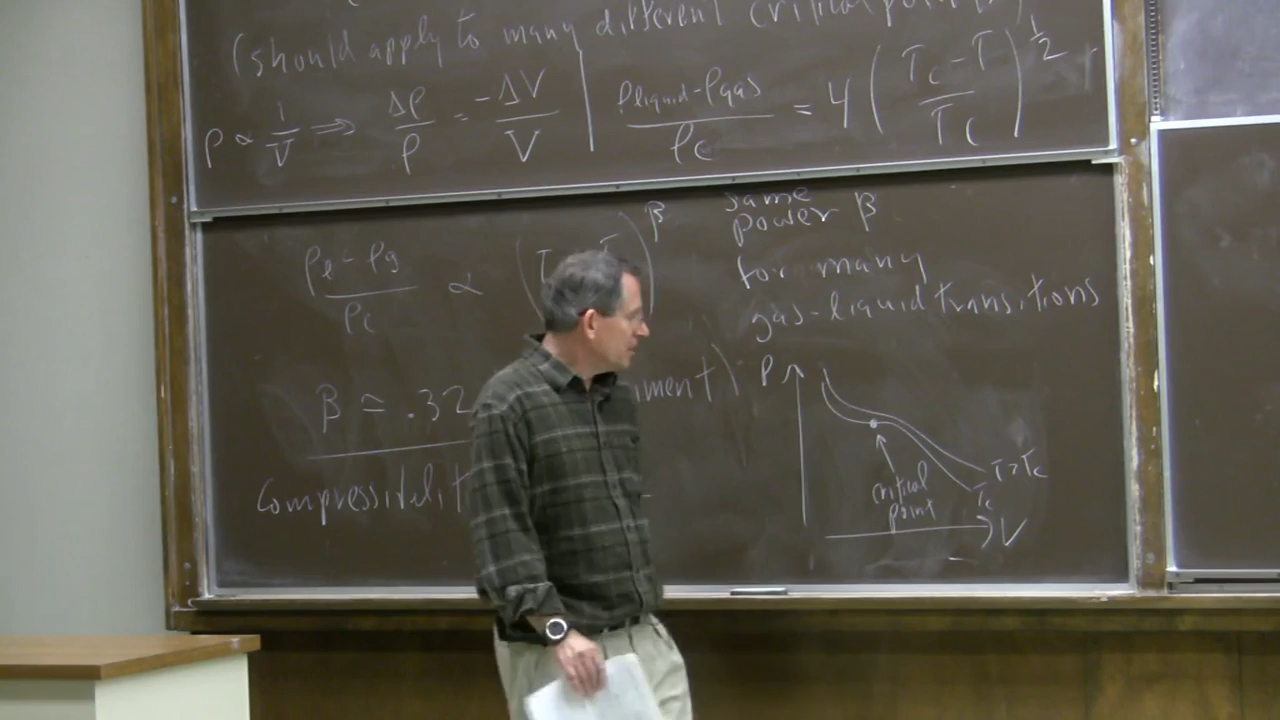 (should apply to many different critical points)
ρ ∝ 1/V ⇒ Δρ/ρ = -ΔV/V | (ρliquid - ρgas)/ρc = 4 ((Tc - T)/Tc)^1/2
(ρl - ρg)/ρc ∝ ( T )^β
same
power β
for many
gas-liquid transitions
β ≈ .32
P
T>Tc
Tc
critical
point
V